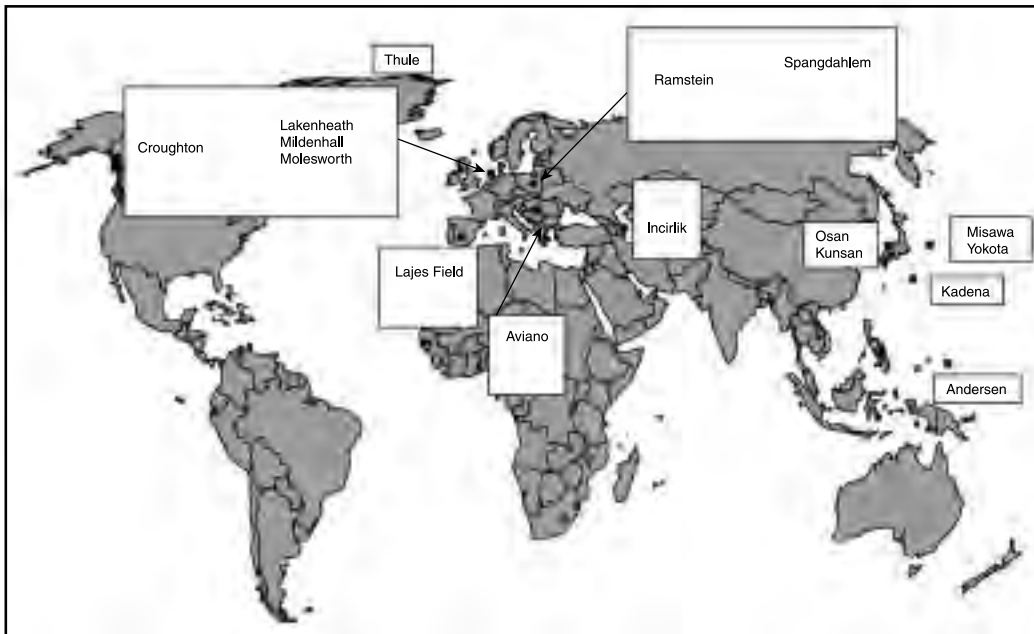 Thule
Spangdahlem
Ramstein
Lakenheath
Mildenhall
Molesworth
Croughton
Incirlik
Osan
Kunsan
Misawa
Yokota
Lajes Field
Kadena
Aviano
Andersen